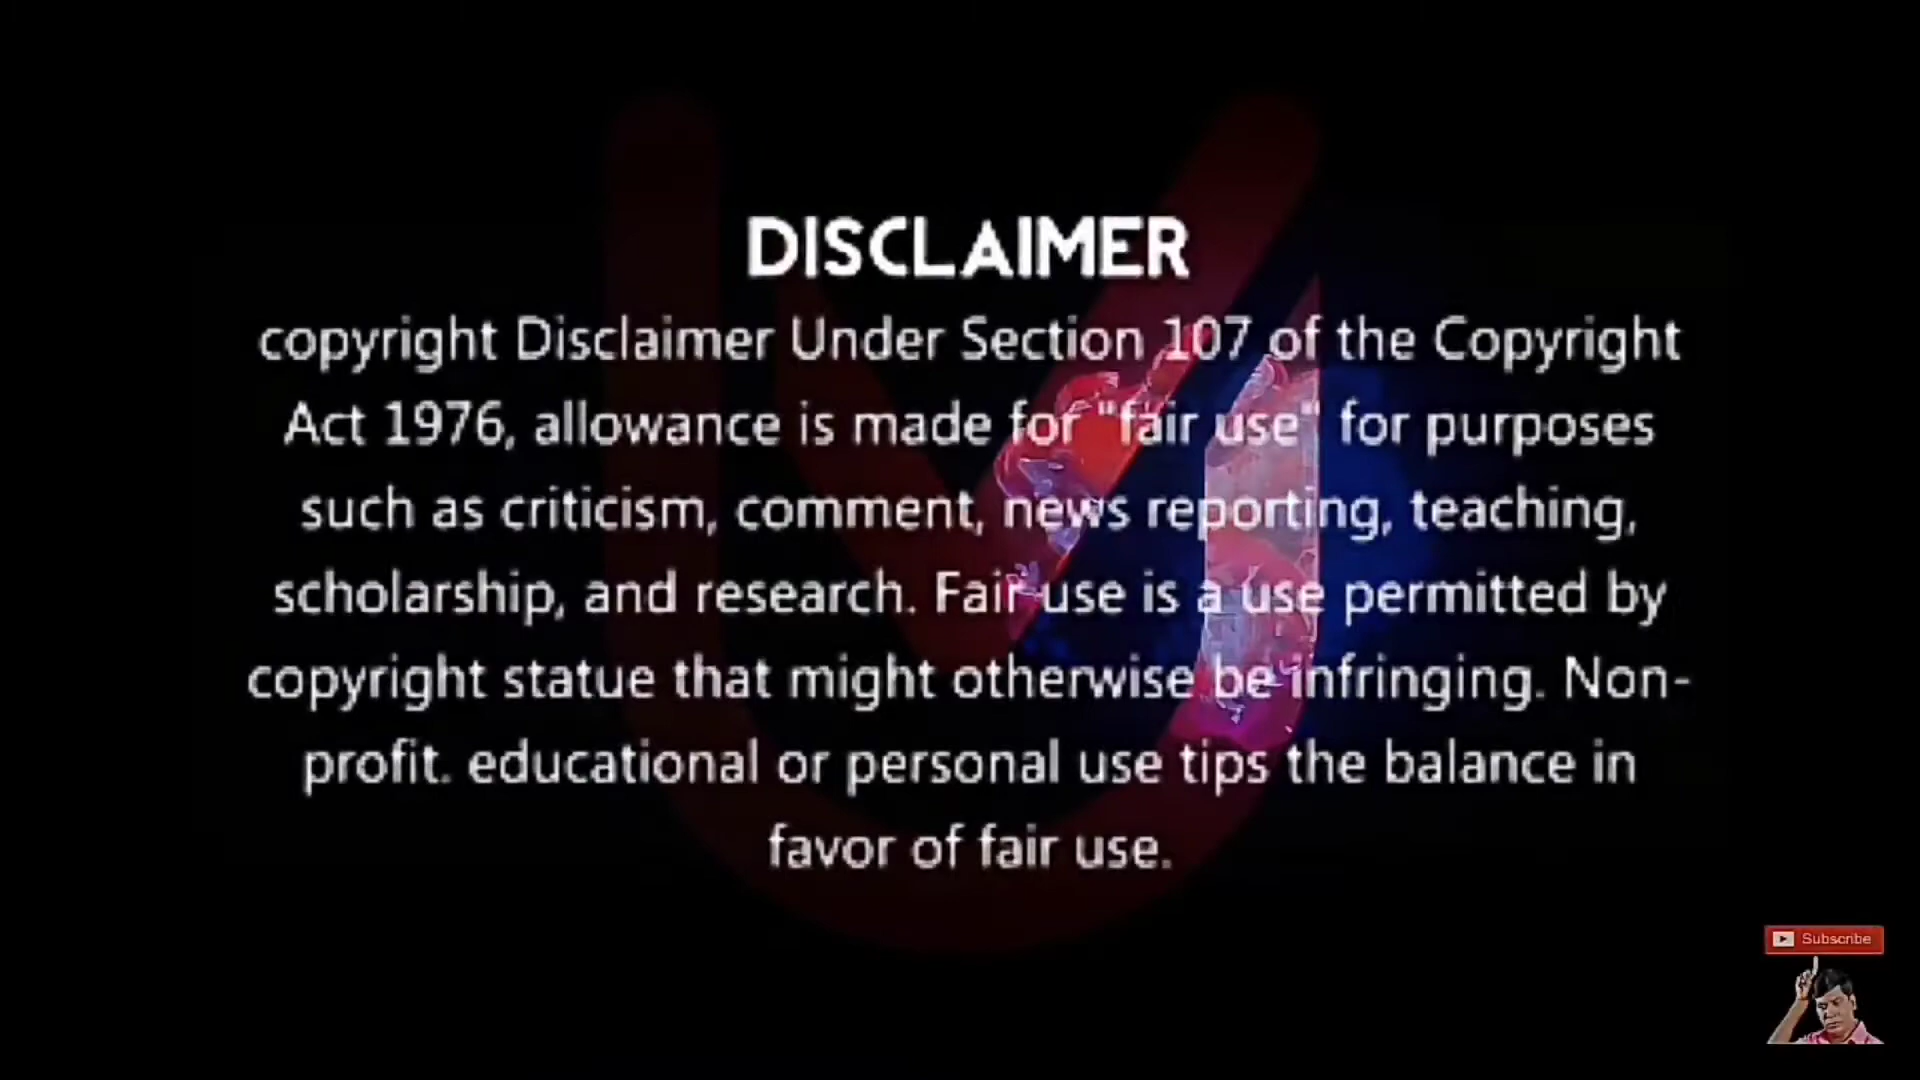 DISCLAIMER
copyright Disclaimer Under Section 107 of the Copyright
Act 1976, allowance is made for "fair use" for purposes
such as criticism, comment, news reporting, teaching,
scholarship, and research. Fair use is a use permitted by
copyright statue that might otherwise be infringing. Non-
profit. educational or personal use tips the balance in
favor of fair use.
Subscribe